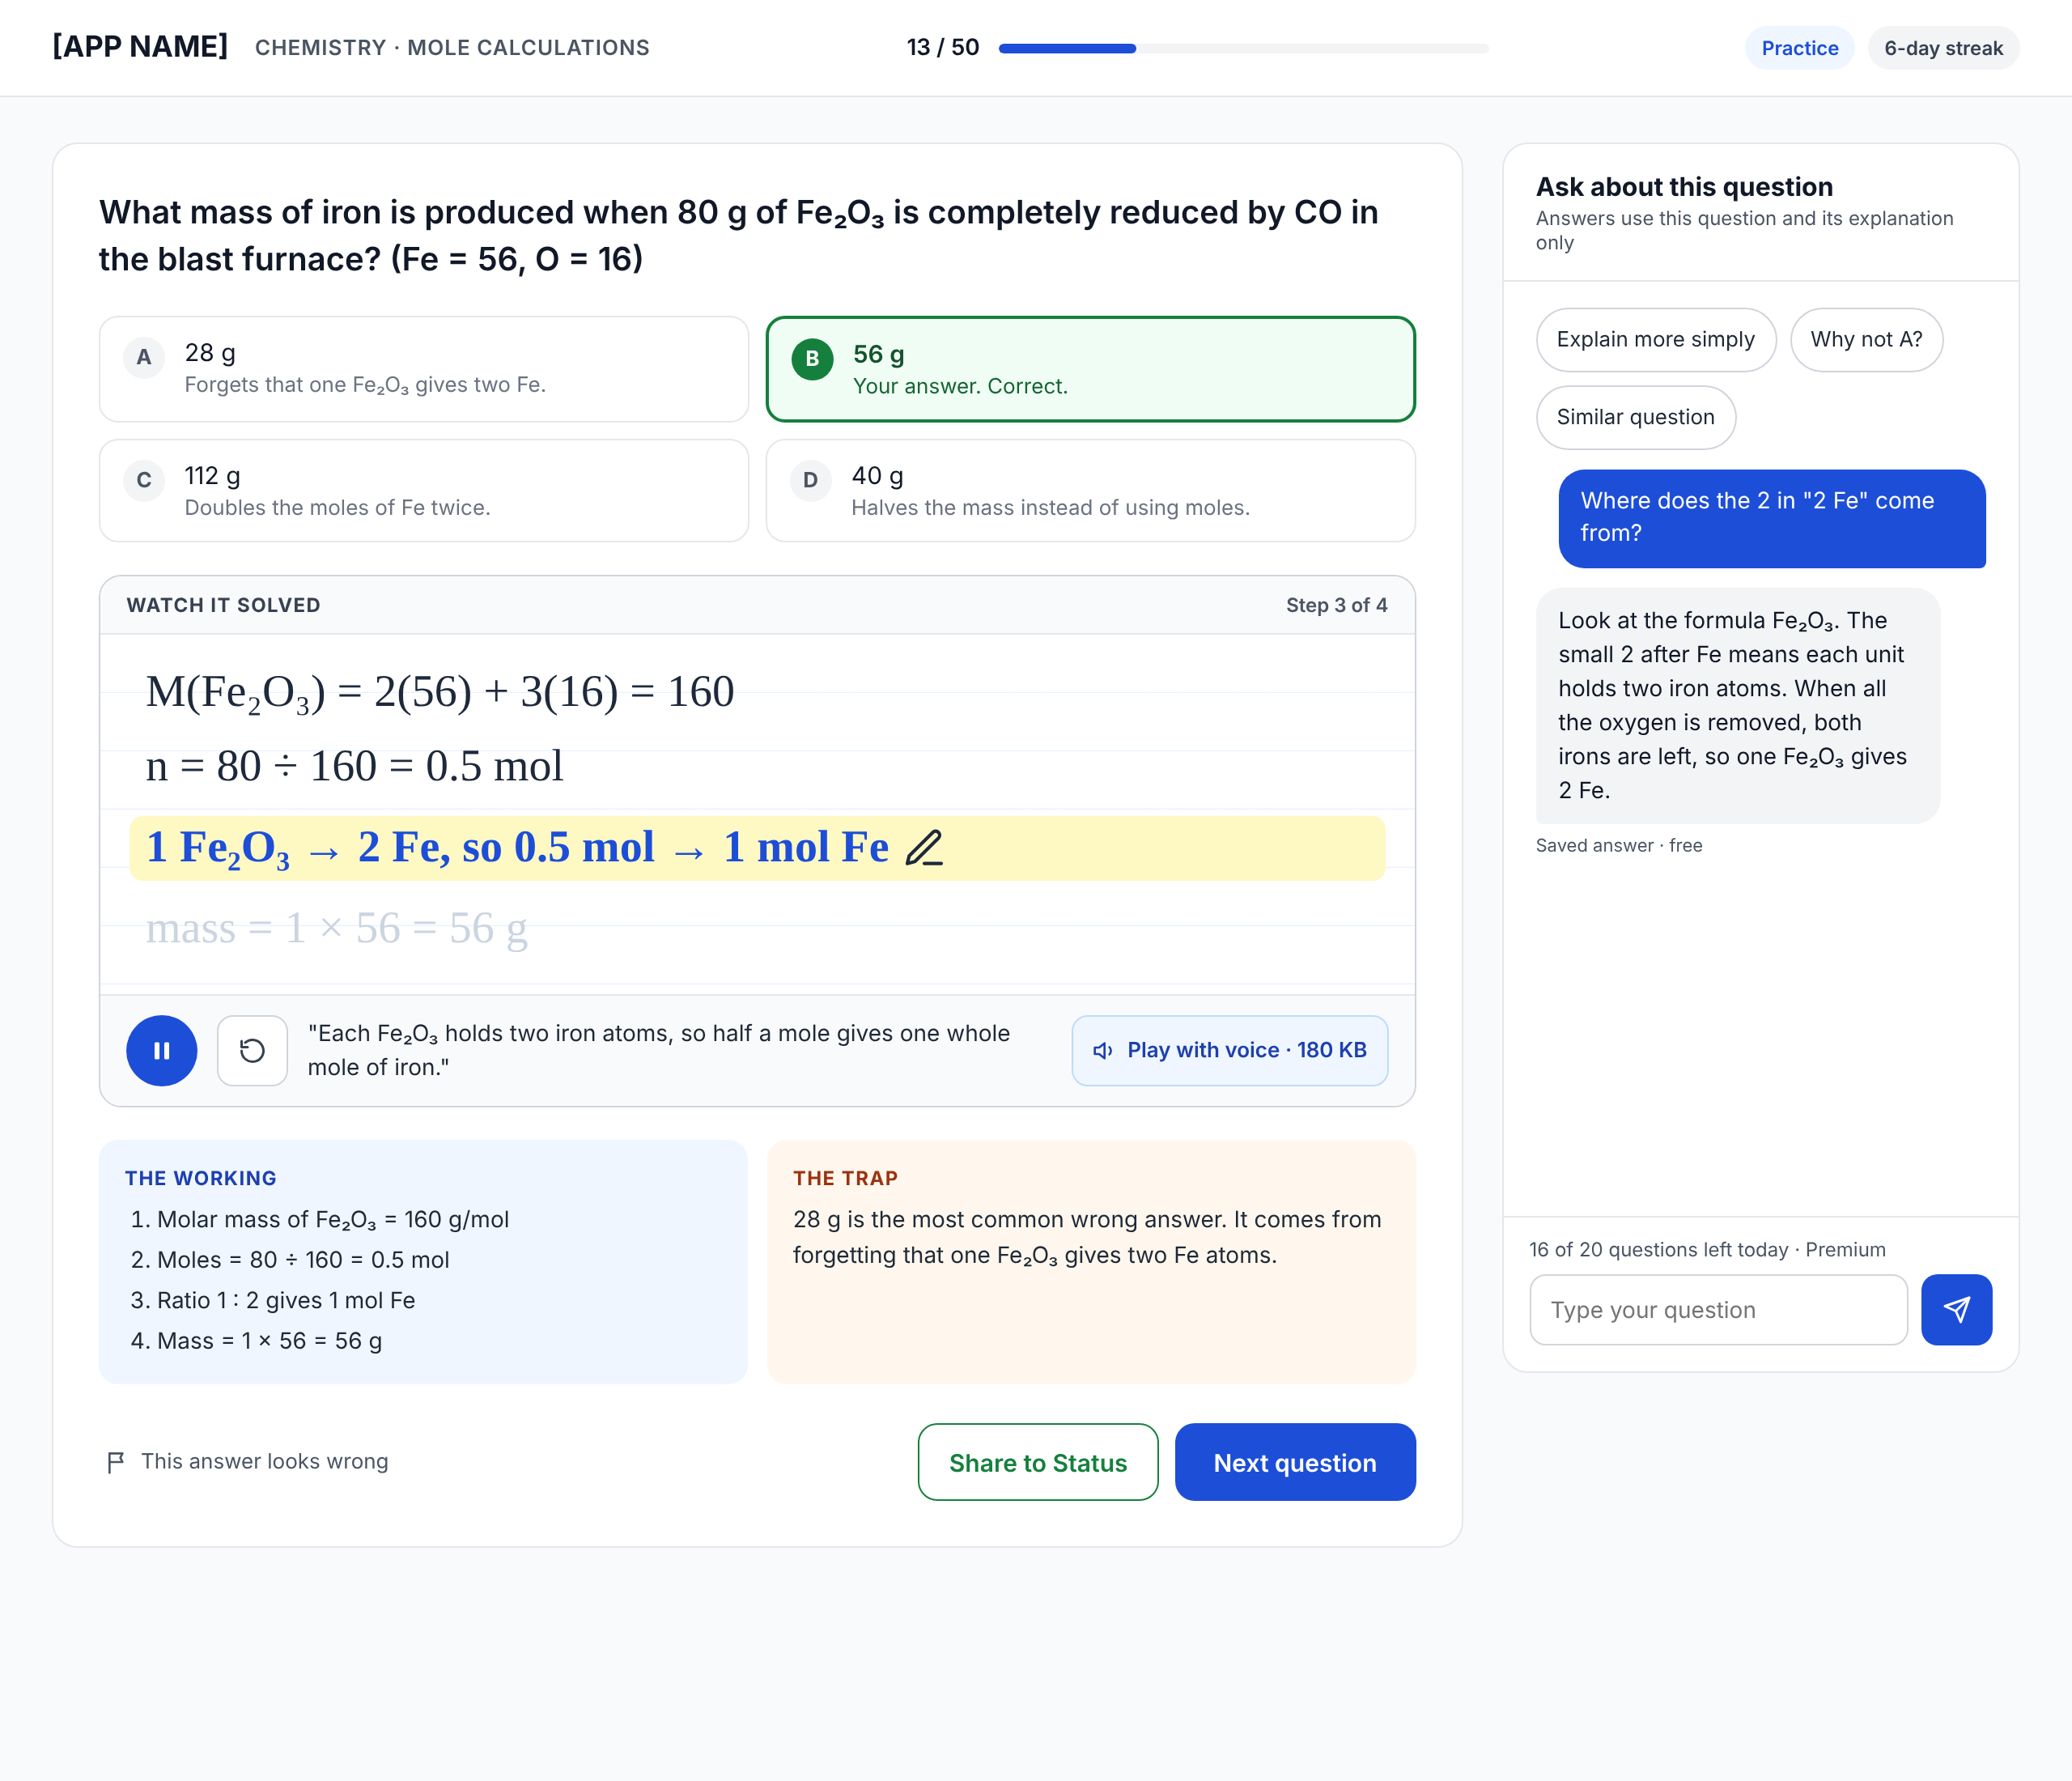 [APP NAME]
CHEMISTRY · MOLE CALCULATIONS
13 / 50
Practice
6-day streak
What mass of iron is produced when 80 g of Fe₂O₃ is completely reduced by CO in
the blast furnace? (Fe = 56, O = 16)
A
28 g
Forgets that one Fe₂O₃ gives two Fe.
B
56 g
Your answer. Correct.
C
112 g
Doubles the moles of Fe twice.
D
40 g
Halves the mass instead of using moles.
WATCH IT SOLVED
Step 3 of 4
M(Fe₂O₃) = 2(56) + 3(16) = 160
n = 80 ÷ 160 = 0.5 mol
1 Fe₂O₃ → 2 Fe, so 0.5 mol → 1 mol Fe
mass = 1 × 56 = 56 g
"Each Fe₂O₃ holds two iron atoms, so half a mole gives one whole
mole of iron."
Play with voice · 180 KB
THE WORKING
1. Molar mass of Fe₂O₃ = 160 g/mol
2. Moles = 80 ÷ 160 = 0.5 mol
3. Ratio 1 : 2 gives 1 mol Fe
4. Mass = 1 × 56 = 56 g
THE TRAP
28 g is the most common wrong answer. It comes from
forgetting that one Fe₂O₃ gives two Fe atoms.
This answer looks wrong
Share to Status
Next question
Ask about this question
Answers use this question and its explanation
only
Explain more simply
Why not A?
Similar question
Where does the 2 in "2 Fe" come
from?
Look at the formula Fe₂O₃. The
small 2 after Fe means each unit
holds two iron atoms. When all
the oxygen is removed, both
irons are left, so one Fe₂O₃ gives
2 Fe.
Saved answer · free
16 of 20 questions left today · Premium
Type your question